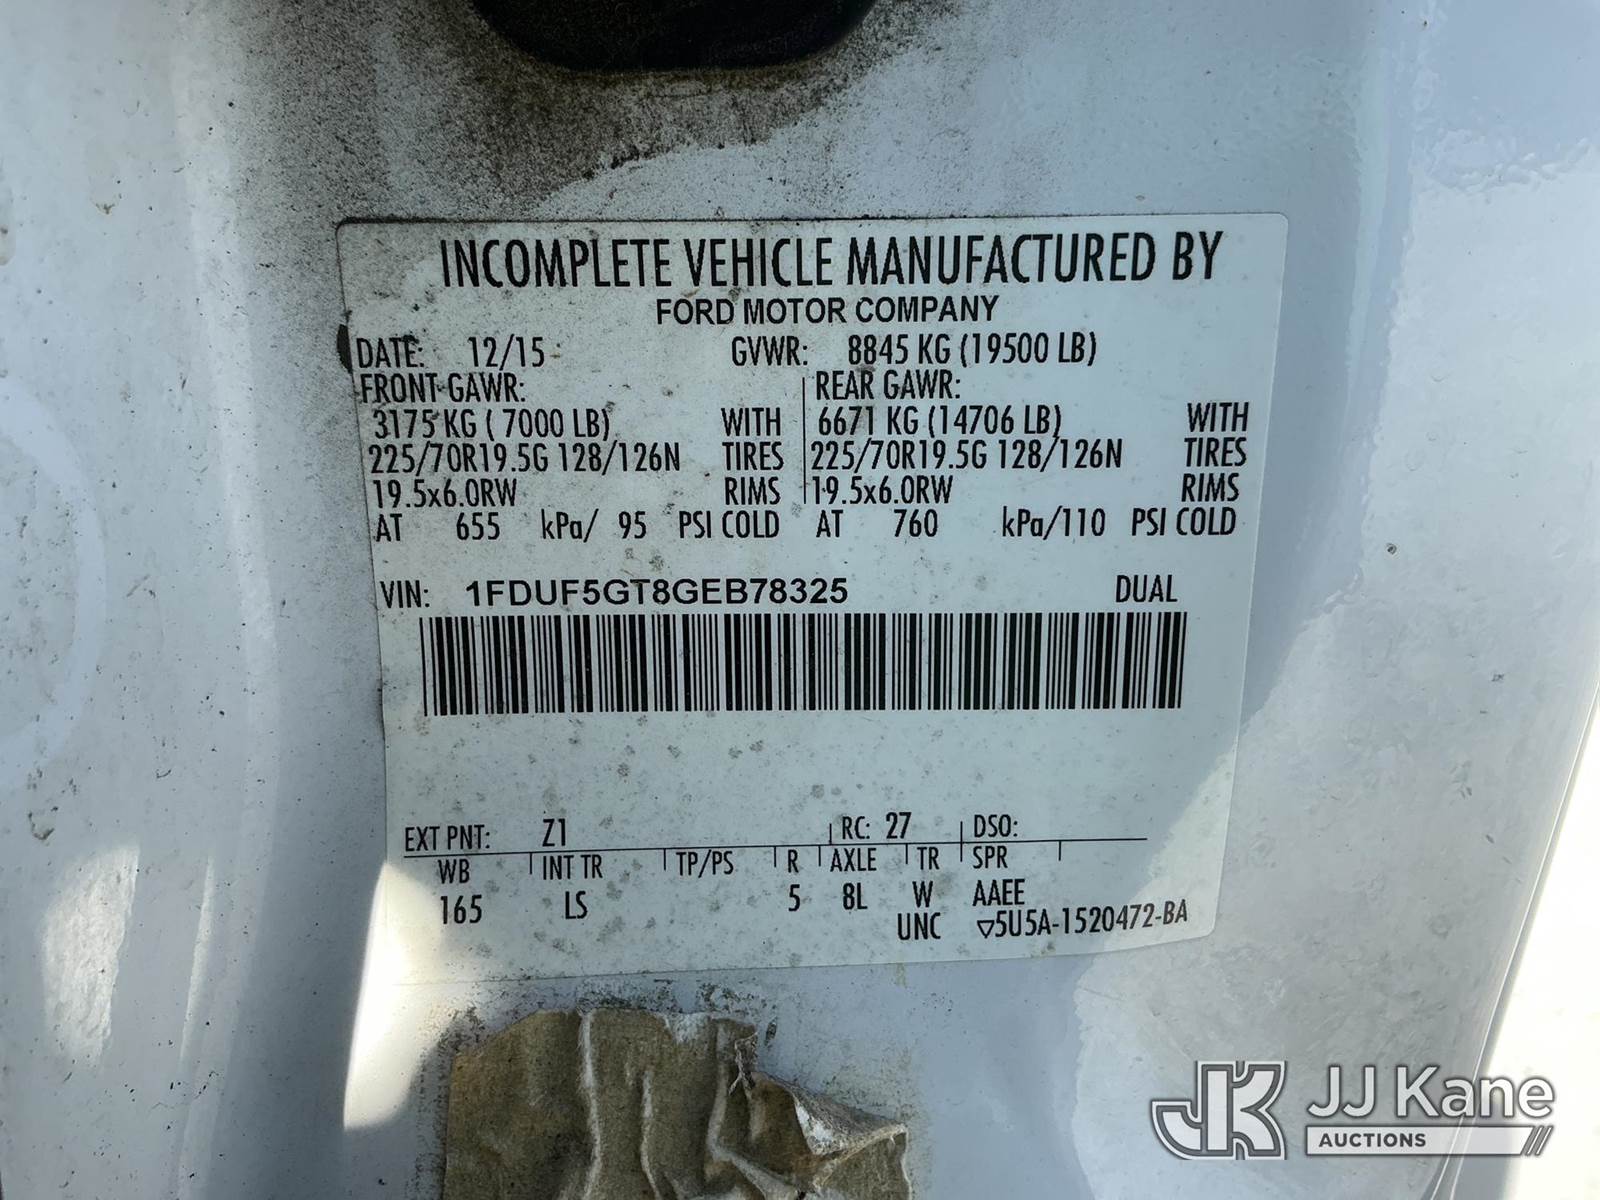 INCOMPLETE VEHICLE MANUFACTURED BY
FORD MOTOR COMPANY
DATE: 12/15 GVWR: 8845 KG (19500 LB)
FRONT GAWR: REAR GAWR:
3175 KG ( 7000 LB) WITH 6671 KG (14706 LB) WITH
225/70R19.5G 128/126N TIRES 225/70R19.5G 128/126N TIRES
19.5x6.0RW RIMS 19.5x6.0RW RIMS
AT 655 kPa/ 95 PSI COLD AT 760 kPa/110 PSI COLD
VIN: 1FDUF5GT8GEB78325 DUAL
EXT PNT: Z1 RC: 27 DSO:
WB INT TR TP/PS R AXLE TR SPR
165 LS 5 8L W AAEE
UNC ▽5U5A-1520472-BA
JK JJ Kane
AUCTIONS